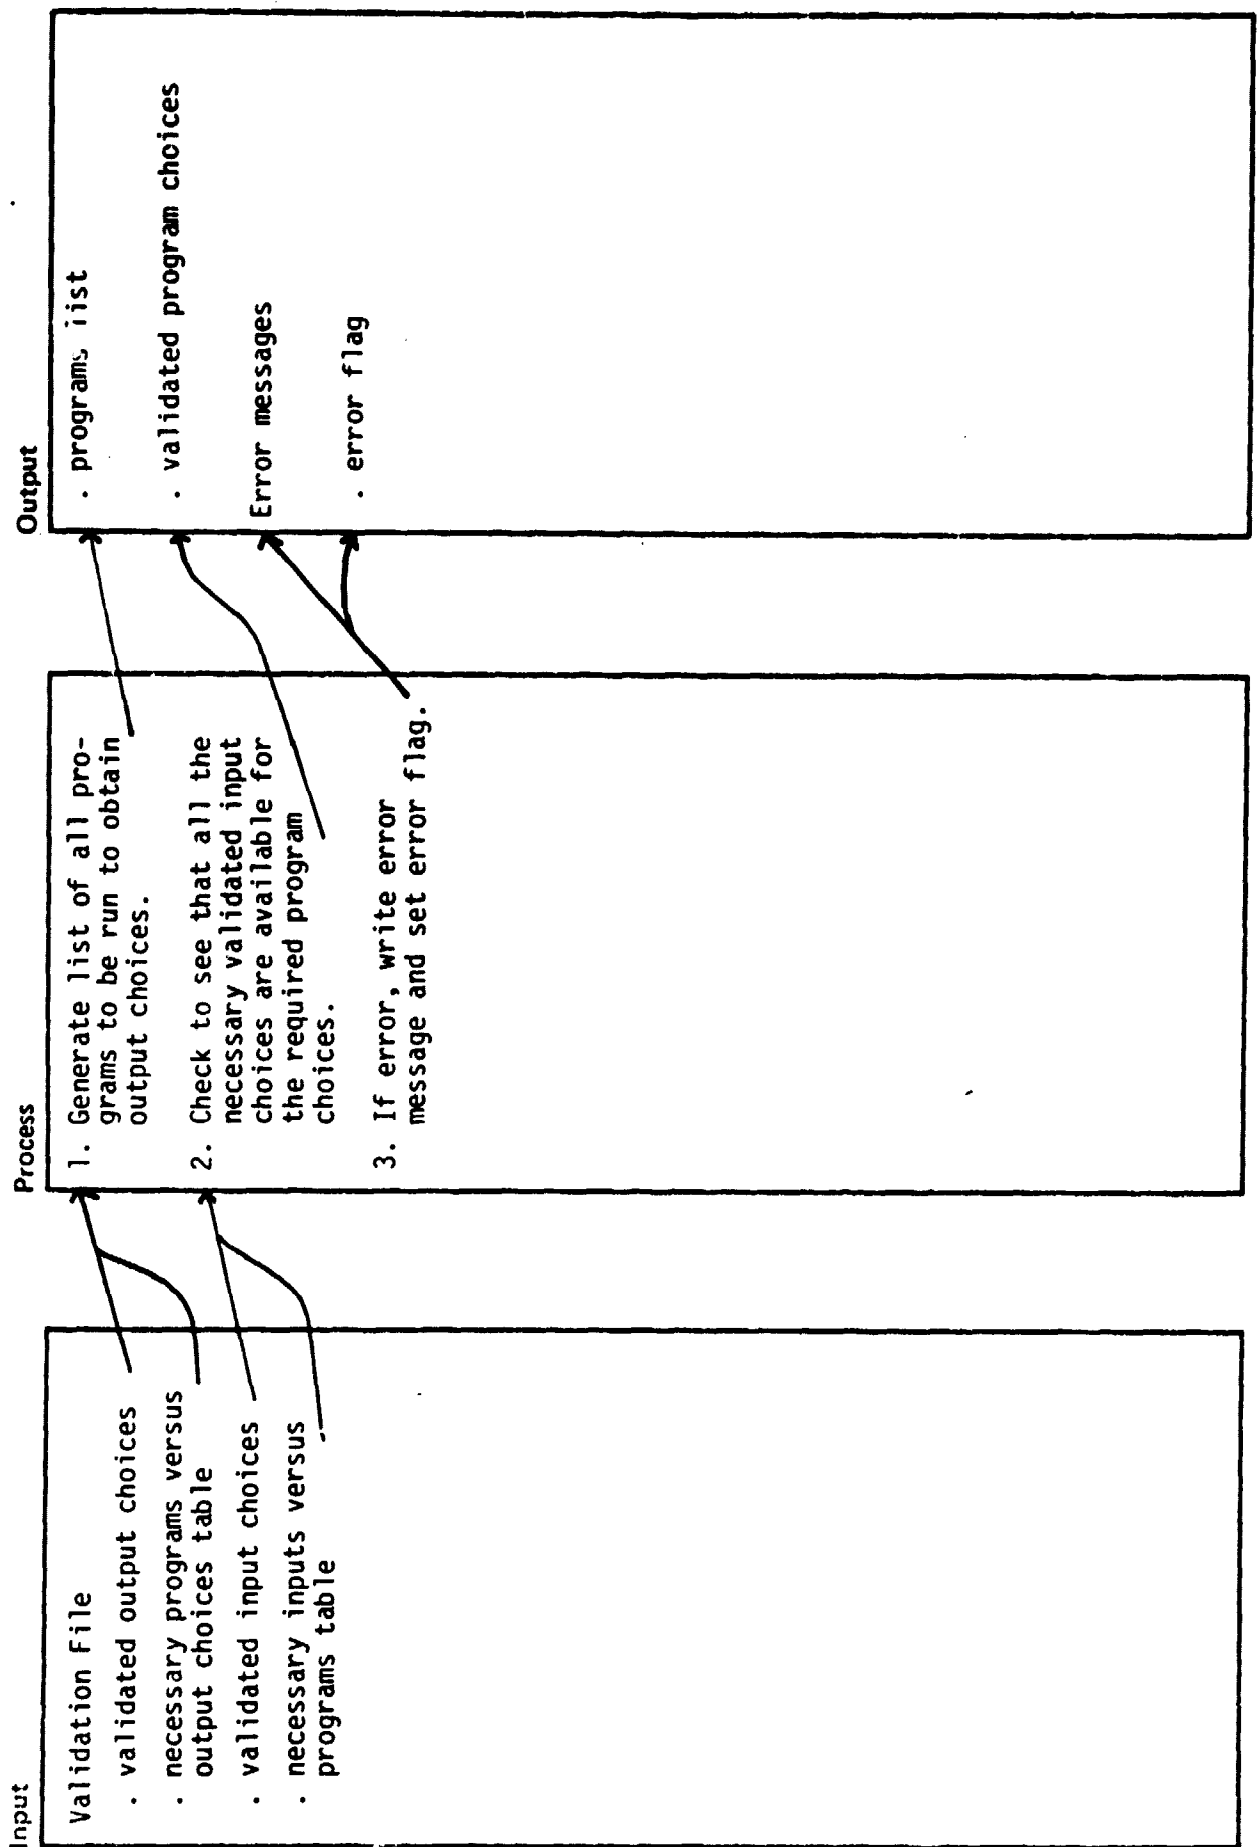 Input
Validation File
. validated output choices
. necessary programs versus
output choices table
. validated input choices
. necessary inputs versus
programs table
Process
1. Generate list of all pro-
grams to be run to obtain
output choices.
2. Check to see that all the
necessary validated input
choices are available for
the required program
choices.
3. If error, write error
message and set error flag.
Output
. programs list
. validated program choices
Error messages
. error flag